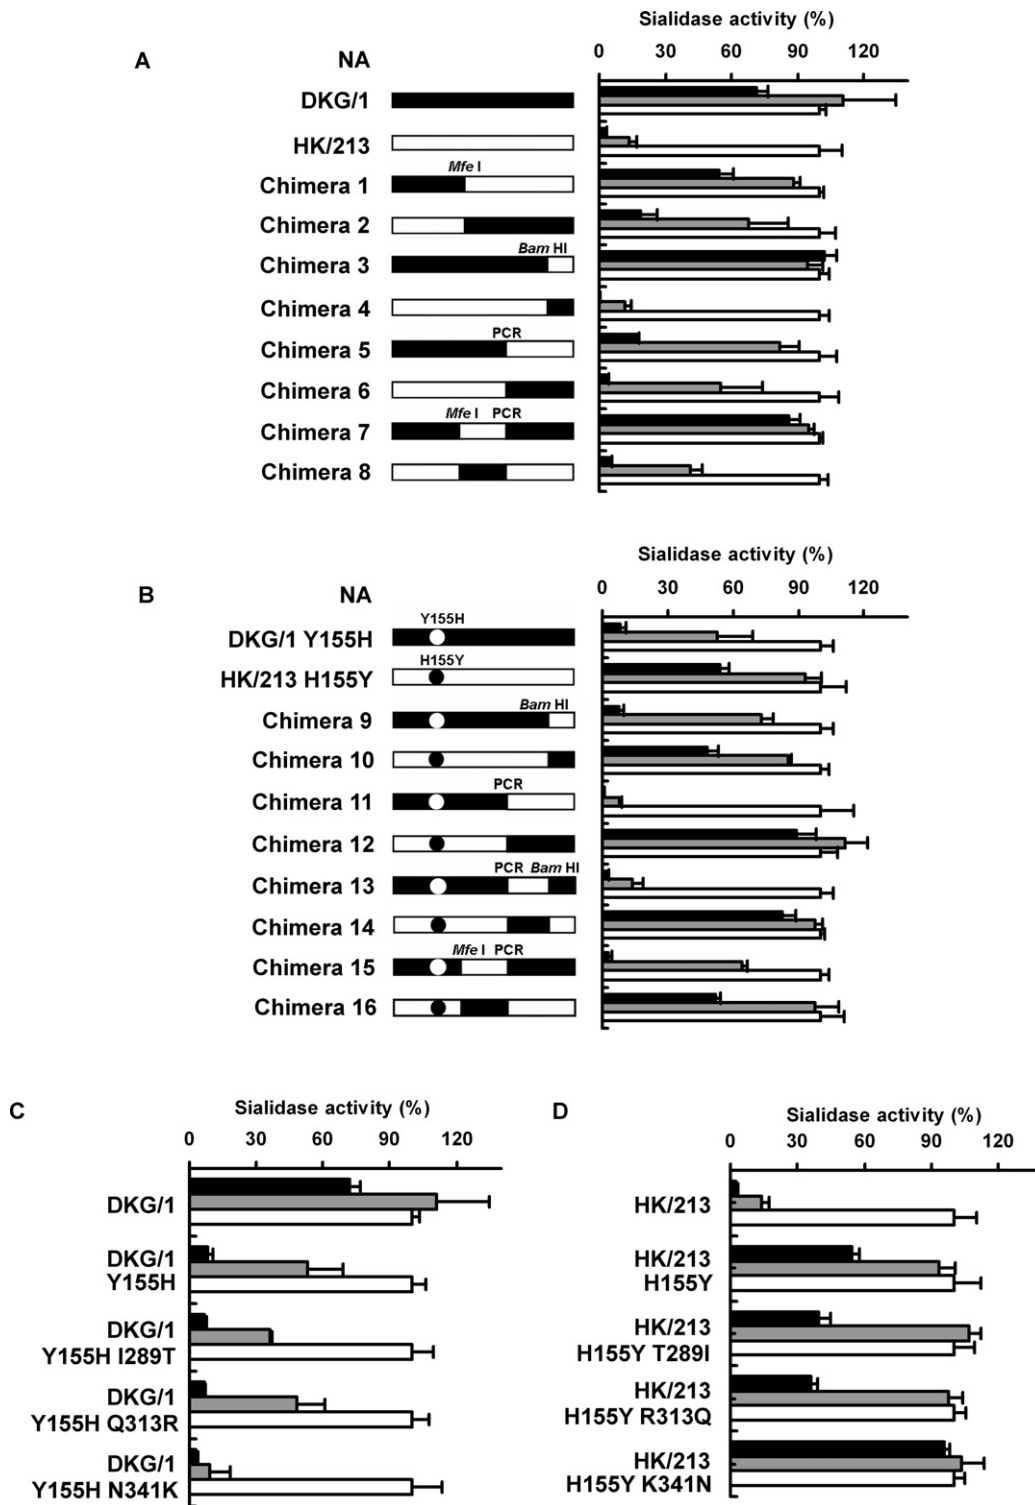 Sialidase activity (%)
A NA 0 30 60 90 120
DKG/1
HK/213
Mfe I
Chimera 1
Chimera 2
Bam HI
Chimera 3
Chimera 4
PCR
Chimera 5
Chimera 6
Mfe I PCR
Chimera 7
Chimera 8
Sialidase activity (%)
B NA 0 30 60 90 120
Y155H
DKG/1 Y155H
H155Y
HK/213 H155Y
Bam HI
Chimera 9
Chimera 10
PCR
Chimera 11
Chimera 12
PCR Bam HI
Chimera 13
Chimera 14
Mfe I PCR
Chimera 15
Chimera 16
C Sialidase activity (%)
0 30 60 90 120
DKG/1
DKG/1
Y155H
DKG/1
Y155H I289T
DKG/1
Y155H Q313R
DKG/1
Y155H N341K
D Sialidase activity (%)
0 30 60 90 120
HK/213
HK/213
H155Y
HK/213
H155Y T289I
HK/213
H155Y R313Q
HK/213
H155Y K341N